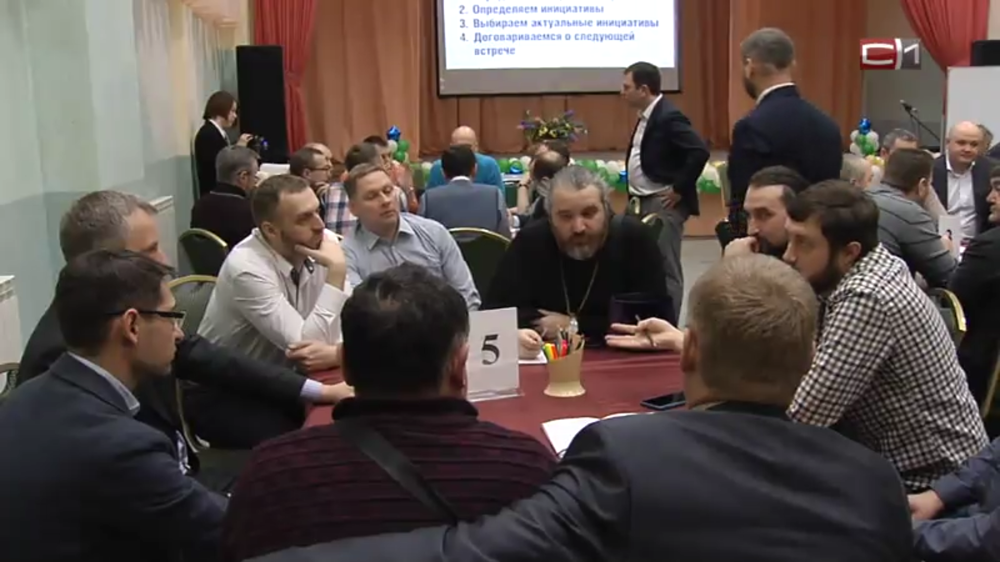 2. Определяем инициативы
3. Выбираем актуальные инициативы
4. Договариваемся о следующей
встрече
С1
5